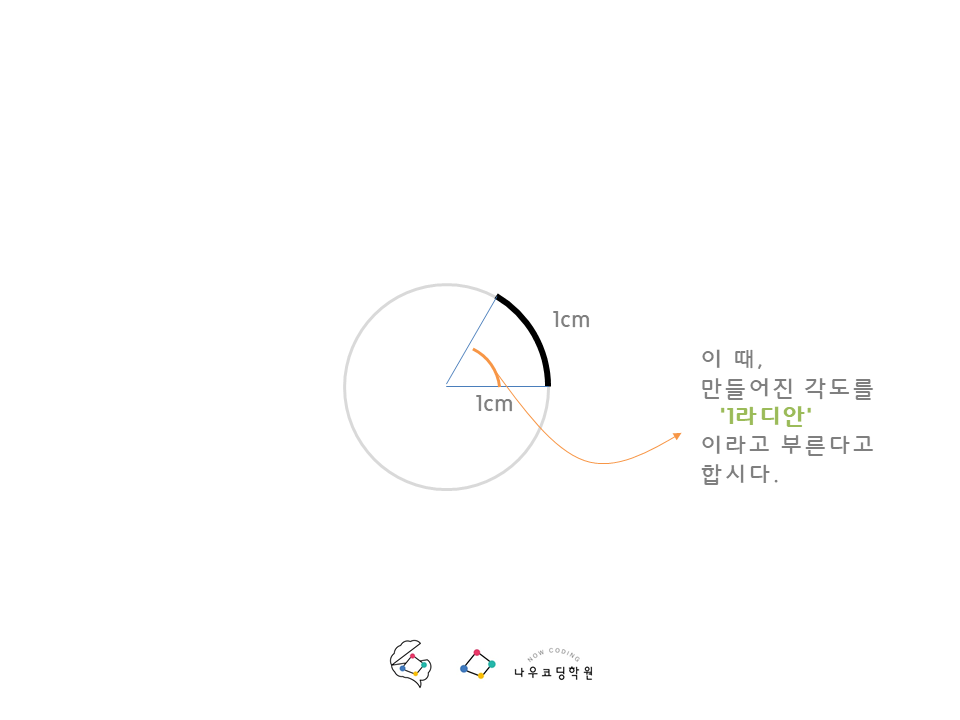 1cm
1cm
이 때,
만들어진 각도를
'1라디안'
이라고 부른다고
합시다.
NOW CODING
나우코딩학원